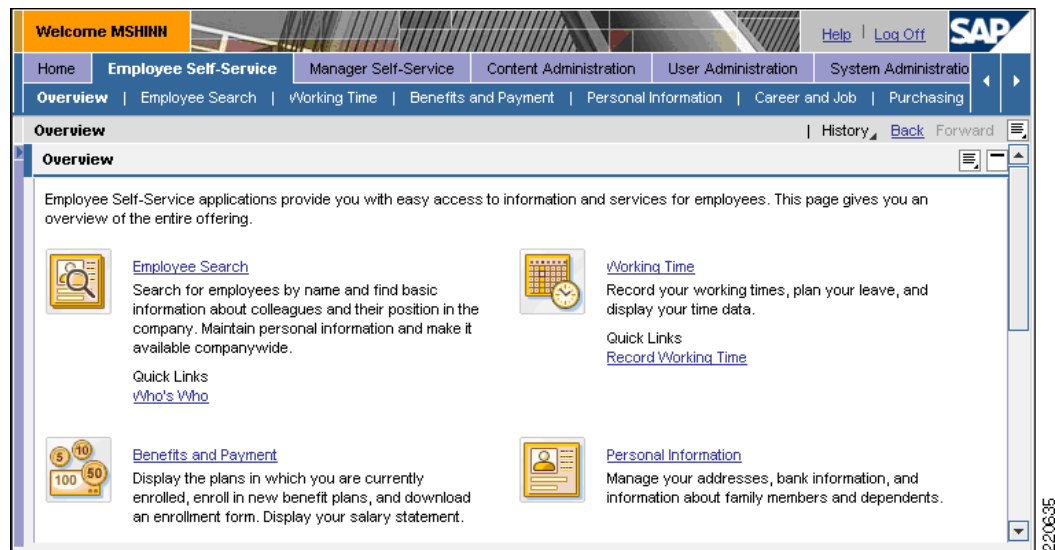 Welcome MSHINN
Help | Log Off
SAP
Home
Employee Self-Service
Manager Self-Service
Content Administration
User Administration
System Administratio
Overview | Employee Search | Working Time | Benefits and Payment | Personal Information | Career and Job | Purchasing
Overview
| History Back Forward
Overview
Employee Self-Service applications provide you with easy access to information and services for employees. This page gives you an
overview of the entire offering.
Employee Search
Search for employees by name and find basic
information about colleagues and their position in the
company. Maintain personal information and make it
available companywide.
Quick Links
Who's Who
Working Time
Record your working times, plan your leave, and
display your time data.
Quick Links
Record Working Time
5 10
100 50
Benefits and Payment
Display the plans in which you are currently
enrolled, enroll in new benefit plans, and download
an enrollment form. Display your salary statement.
Personal Information
Manage your addresses, bank information, and
information about family members and dependents.
220635